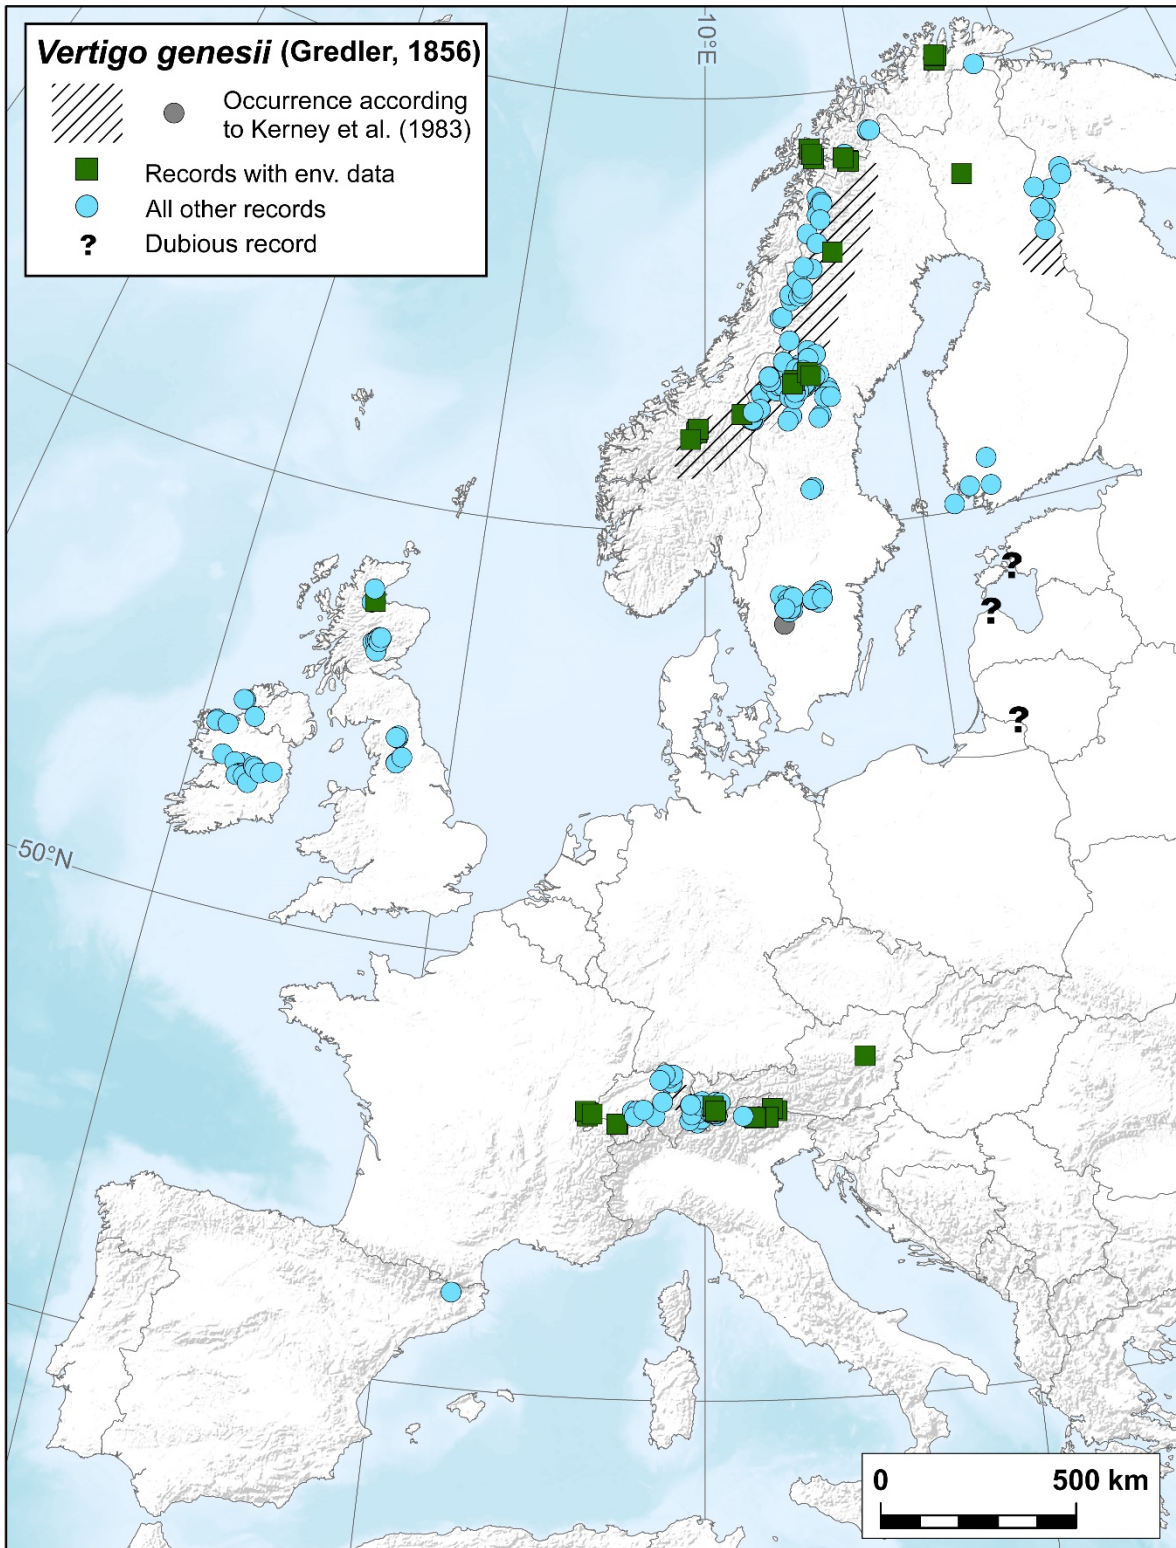 Vertigo genesii (Gredler, 1856)
Occurrence according
to Kerney et al. (1983)
Records with env. data
All other records
? Dubious record
10°E
?
?
?
50°N
0 500 km